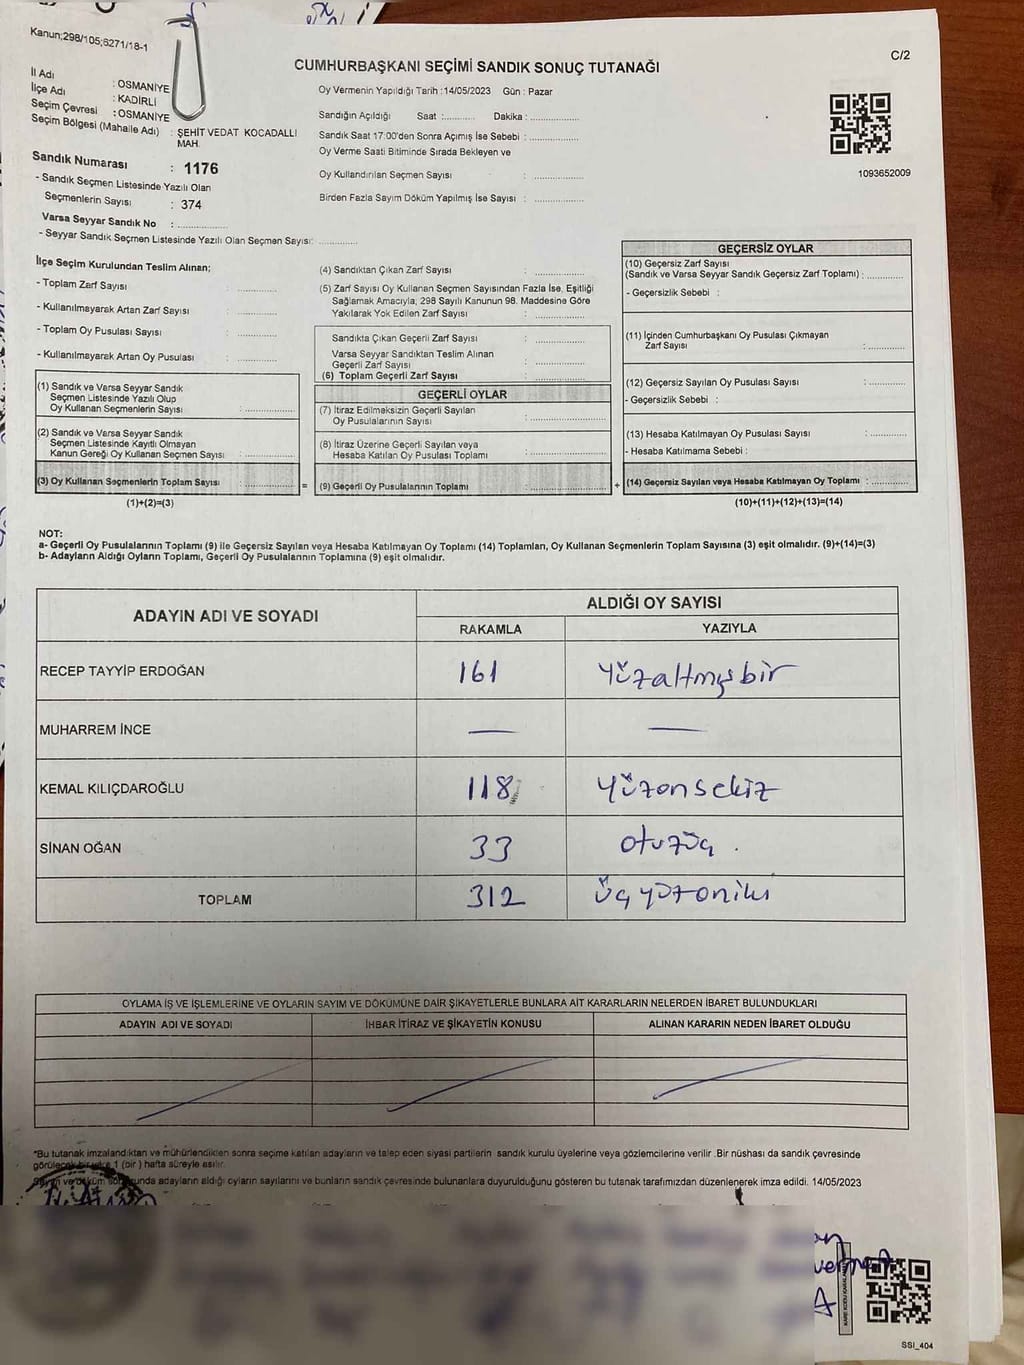 Kanun;298/105;6271/18-1
C/2
CUMHURBAŞKANI SEÇİMİ SANDIK SONUÇ TUTANAĞI
İl Adı : OSMANİYE
İlçe Adı : KADİRLİ
Seçim Çevresi : OSMANİYE
Seçim Bölgesi (Mahalle Adı) : ŞEHİT VEDAT KOCADALLI MAH.
Sandık Numarası : 1176
- Sandık Seçmen Listesinde Yazılı Olan
Seçmenlerin Sayısı : 374
Varsa Seyyar Sandık No :
- Seyyar Sandık Seçmen Listesinde Yazılı Olan Seçmen Sayısı:
Oy Vermenin Yapıldığı Tarih :14/05/2023 Gün : Pazar
Sandığın Açıldığı Saat : Dakika :
Sandık Saat 17:00'den Sonra Açımış İse Sebebi :
Oy Verme Saati Bitiminde Sırada Bekleyen ve
Oy Kullandırılan Seçmen Sayısı :
Birden Fazla Sayım Döküm Yapılmış İse Sayısı :
1093652009
İlçe Seçim Kurulundan Teslim Alınan;
- Toplam Zarf Sayısı :
- Kullanılmayarak Artan Zarf Sayısı :
- Toplam Oy Pusulası Sayısı :
- Kullanılmayarak Artan Oy Pusulası :
(1) Sandık ve Varsa Seyyar Sandık
Seçmen Listesinde Yazılı Olup
Oy Kullanan Seçmenlerin Sayısı :
(2) Sandık ve Varsa Seyyar Sandık
Seçmen Listesinde Kayıtlı Olmayan
Kanun Gereği Oy Kullanan Seçmen Sayısı :
(3) Oy Kullanan Seçmenlerin Toplam Sayısı :
(1)+(2)=(3)
(4) Sandıktan Çıkan Zarf Sayısı :
(5) Zarf Sayısı Oy Kullanan Seçmen Sayısından Fazla İse, Eşitliği
Sağlamak Amacıyla, 298 Sayılı Kanunun 98. Maddesine Göre
Yakılarak Yok Edilen Zarf Sayısı :
Sandıkta Çıkan Geçerli Zarf Sayısı :
Varsa Seyyar Sandıktan Teslim Alınan
Geçerli Zarf Sayısı :
(6) Toplam Geçerli Zarf Sayısı :
GEÇERLİ OYLAR
(7) İtiraz Edilmeksizin Geçerli Sayılan
Oy Pusulalarının Sayısı :
(8) İtiraz Üzerine Geçerli Sayılan veya
Hesaba Katılan Oy Pusulası Toplamı :
= (9) Geçerli Oy Pusulalarının Toplamı :
GEÇERSİZ OYLAR
(10) Geçersiz Zarf Sayısı
(Sandık ve Varsa Seyyar Sandık Geçersiz Zarf Toplamı) :
- Geçersizlik Sebebi :
(11) İçinden Cumhurbaşkanı Oy Pusulası Çıkmayan
Zarf Sayısı :
(12) Geçersiz Sayılan Oy Pusulası Sayısı :
- Geçersizlik Sebebi :
(13) Hesaba Katılmayan Oy Pusulası Sayısı :
- Hesaba Katılmama Sebebi :
+ (14) Geçersiz Sayılan veya Hesaba Katılmayan Oy Toplamı :
(10)+(11)+(12)+(13)=(14)
NOT:
a- Geçerli Oy Pusulalarının Toplamı (9) ile Geçersiz Sayılan veya Hesaba Katılmayan Oy Toplamı (14) Toplamları, Oy Kullanan Seçmenlerin Toplam Sayısına (3) eşit olmalıdır. (9)+(14)=(3)
b- Adayların Aldığı Oyların Toplamı, Geçerli Oy Pusulalarının Toplamına (9) eşit olmalıdır.
ADAYIN ADI VE SOYADI
ALDIĞI OY SAYISI
RAKAMLA YAZIYLA
RECEP TAYYİP ERDOĞAN 161 yüzaltmışbir
MUHARREM İNCE — —
KEMAL KILIÇDAROĞLU 118 yüzonsekiz
SİNAN OĞAN 33 otuzüç .
TOPLAM 312 üçyüzoniki
OYLAMA İŞ VE İŞLEMLERİNE VE OYLARIN SAYIM VE DÖKÜMÜNE DAİR ŞİKAYETLERLE BUNLARA AİT KARARLARIN NELERDEN İBARET BULUNDUKLARI
ADAYIN ADI VE SOYADI İHBAR İTİRAZ VE ŞİKAYETİN KONUSU ALINAN KARARIN NEDEN İBARET OLDUĞU
*Bu tutanak imzalandıktan ve mühürlendikten sonra seçime katılan adayların ve talep eden siyasi partilerin sandık kurulu üyelerine veya gözlemcilerine verilir .Bir nüshası da sandık çevresinde
görülecek bir yere 1 (bir ) hafta süreyle asılır.
Sayım ve döküm sonucunda adayların aldığı oyların sayılarını ve bunların sandık çevresinde bulunanlara duyurulduğunu gösteren bu tutanak tarafımızdan düzenlenerek imza edildi. 14/05/2023
SSI_404